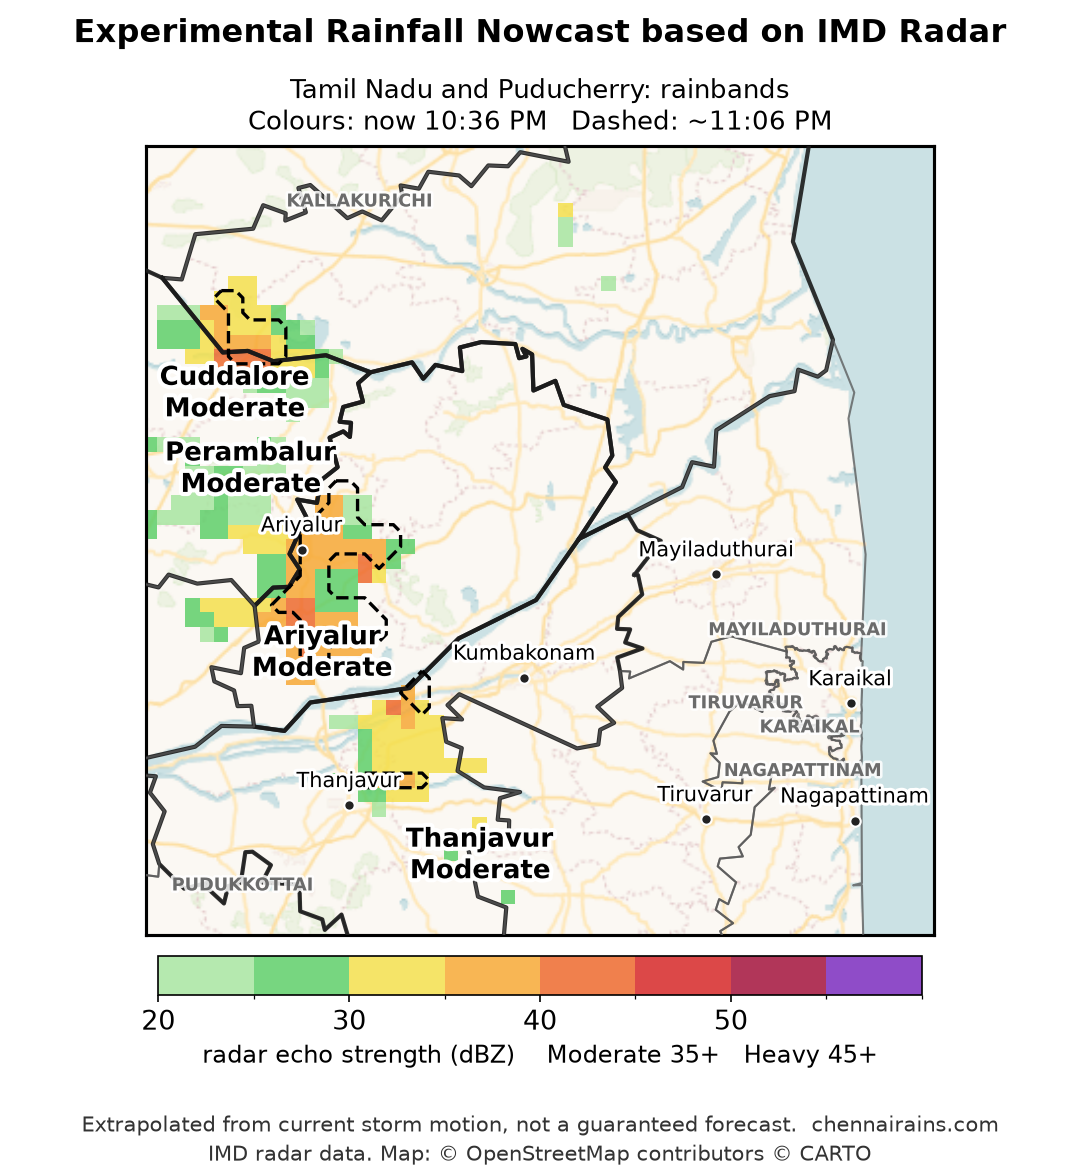 Experimental Rainfall Nowcast based on IMD Radar
Tamil Nadu and Puducherry: rainbands
Colours: now 10:36 PM   Dashed: ~11:06 PM
KALLAKURICHI
Cuddalore
Moderate
Perambalur
Moderate
Ariyalur
Mayiladuthurai
MAYILADUTHURAI
Ariyalur
Moderate
Kumbakonam
Karaikal
TIRUVARUR
KARAIKAL
NAGAPATTINAM
Thanjavur
Tiruvarur
Nagapattinam
Thanjavur
Moderate
PUDUKKOTTAI
20 30 40 50
radar echo strength (dBZ)   Moderate 35+   Heavy 45+
Extrapolated from current storm motion, not a guaranteed forecast.  chennairains.com
IMD radar data. Map: © OpenStreetMap contributors © CARTO